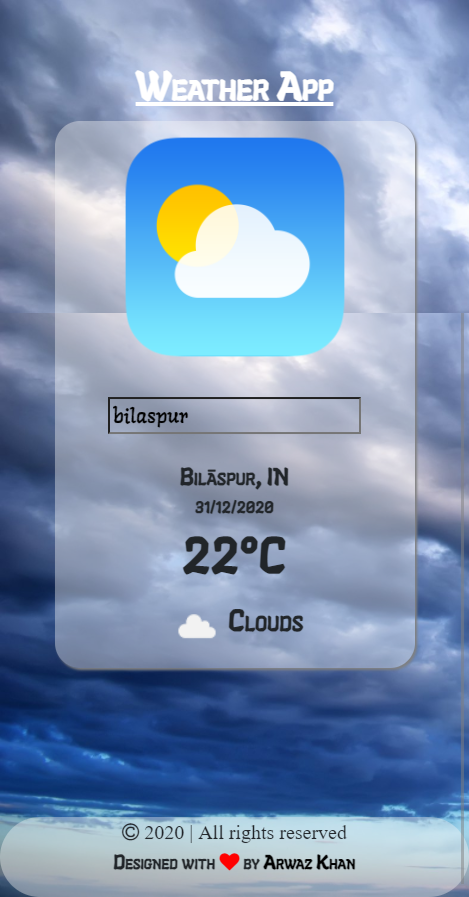 Weather App
bilaspur
Bilāspur, IN
31/12/2020
22°C
Clouds
© 2020 | All rights reserved
Designed with ❤ by Arwaz Khan